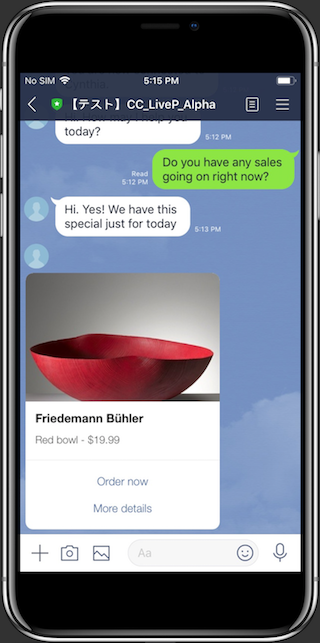 No SIM 5:15 PM
【テスト】CC_LiveP_Alpha
Cynthia.
Hi! How may I help you
today?
5:12 PM
Do you have any sales
going on right now?
Read
5:12 PM
Hi. Yes! We have this
special just for today
5:13 PM
Friedemann Bühler
Red bowl - $19.99
Order now
More details
Aa